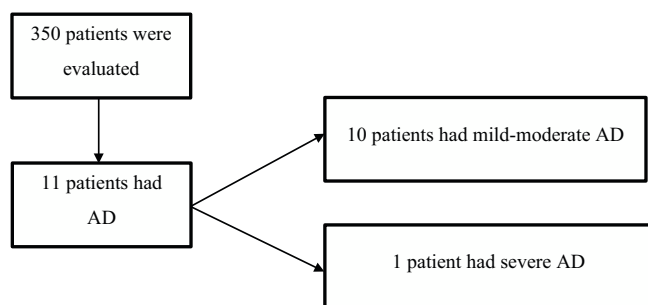 350 patients were
evaluated
11 patients had
AD
10 patients had mild-moderate AD
1 patient had severe AD